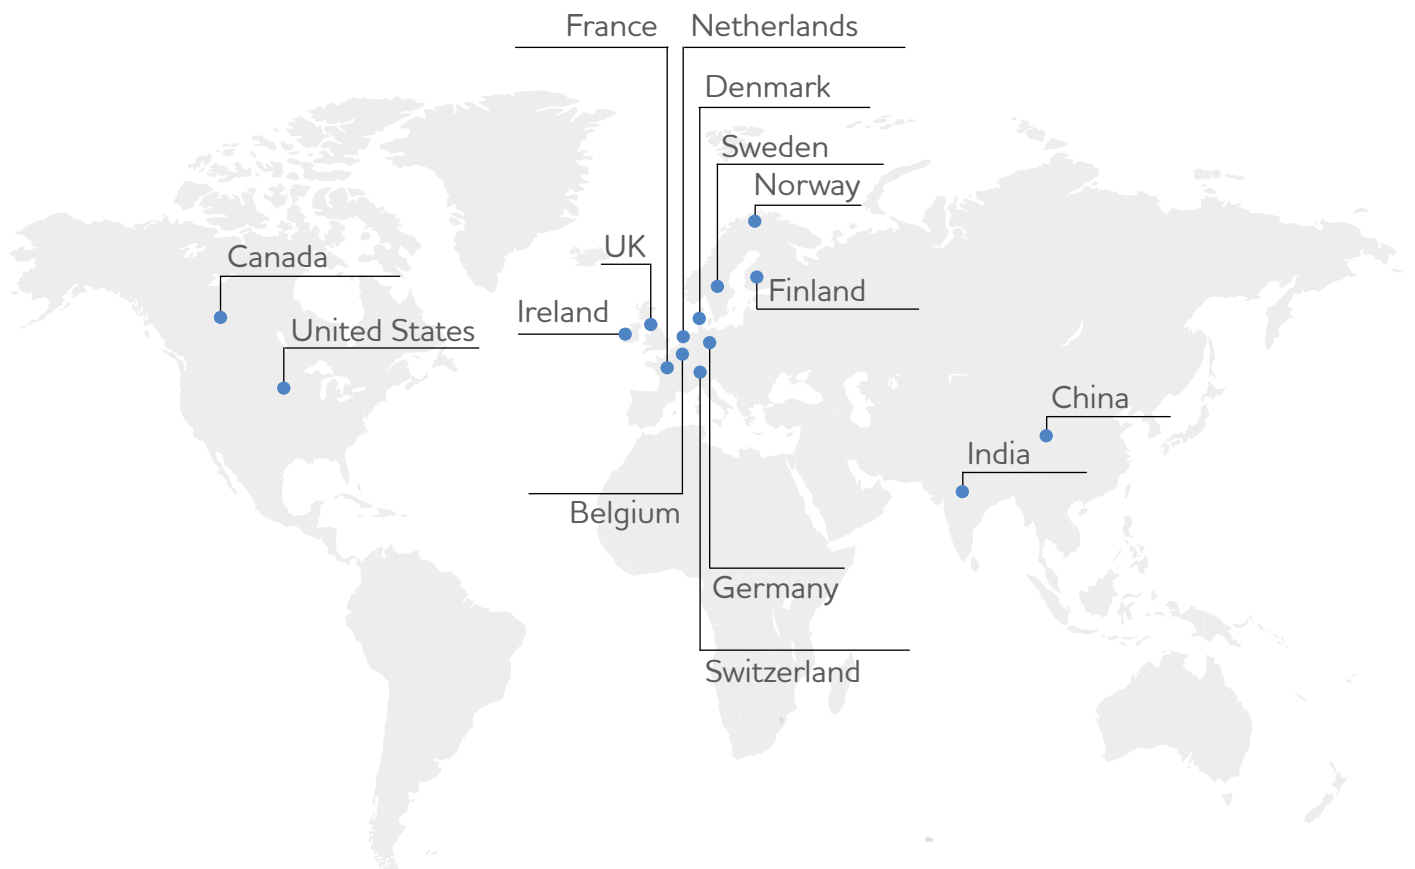 France
Netherlands
Denmark
Sweden
Norway
UK
Canada
Finland
Ireland
United States
China
India
Belgium
Germany
Switzerland